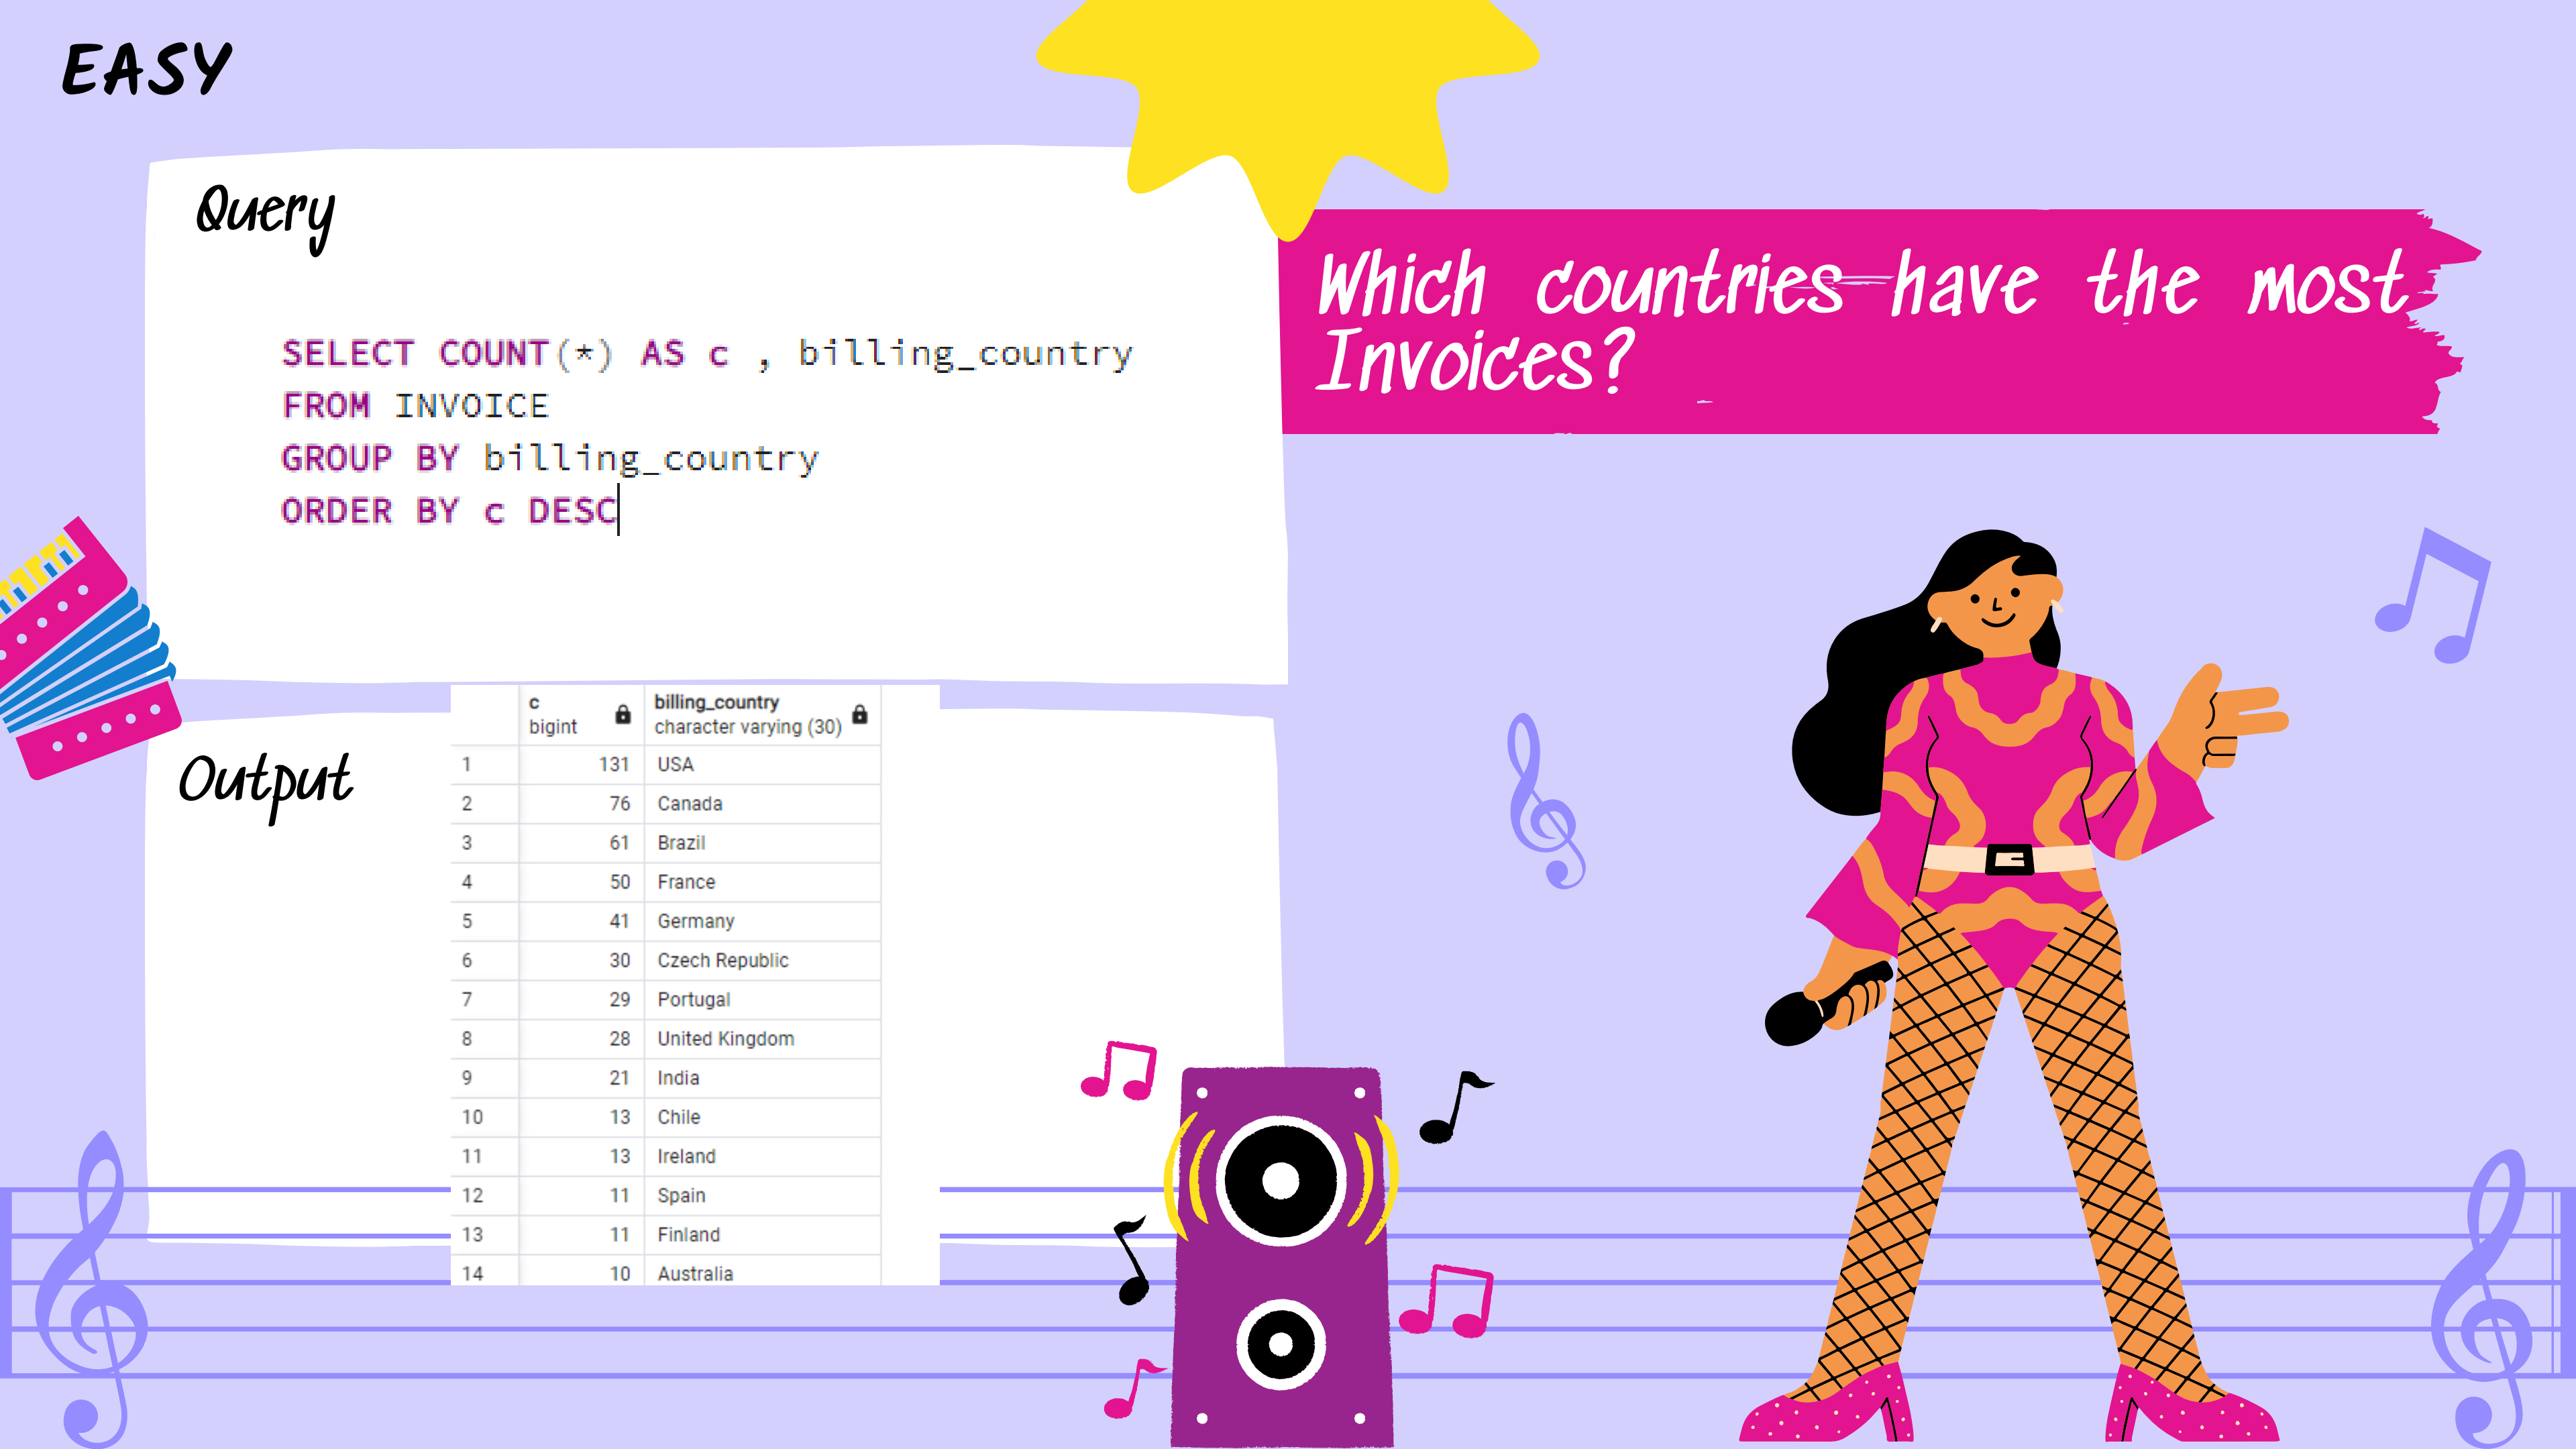 EASY
Query
SELECT COUNT(*) AS c , billing_country
FROM INVOICE
GROUP BY billing_country
ORDER BY c DESC
Which countries have the most
Invoices?
Output
c billing_country
bigint character varying (30)
1 131 USA
2 76 Canada
3 61 Brazil
4 50 France
5 41 Germany
6 30 Czech Republic
7 29 Portugal
8 28 United Kingdom
9 21 India
10 13 Chile
11 13 Ireland
12 11 Spain
13 11 Finland
14 10 Australia